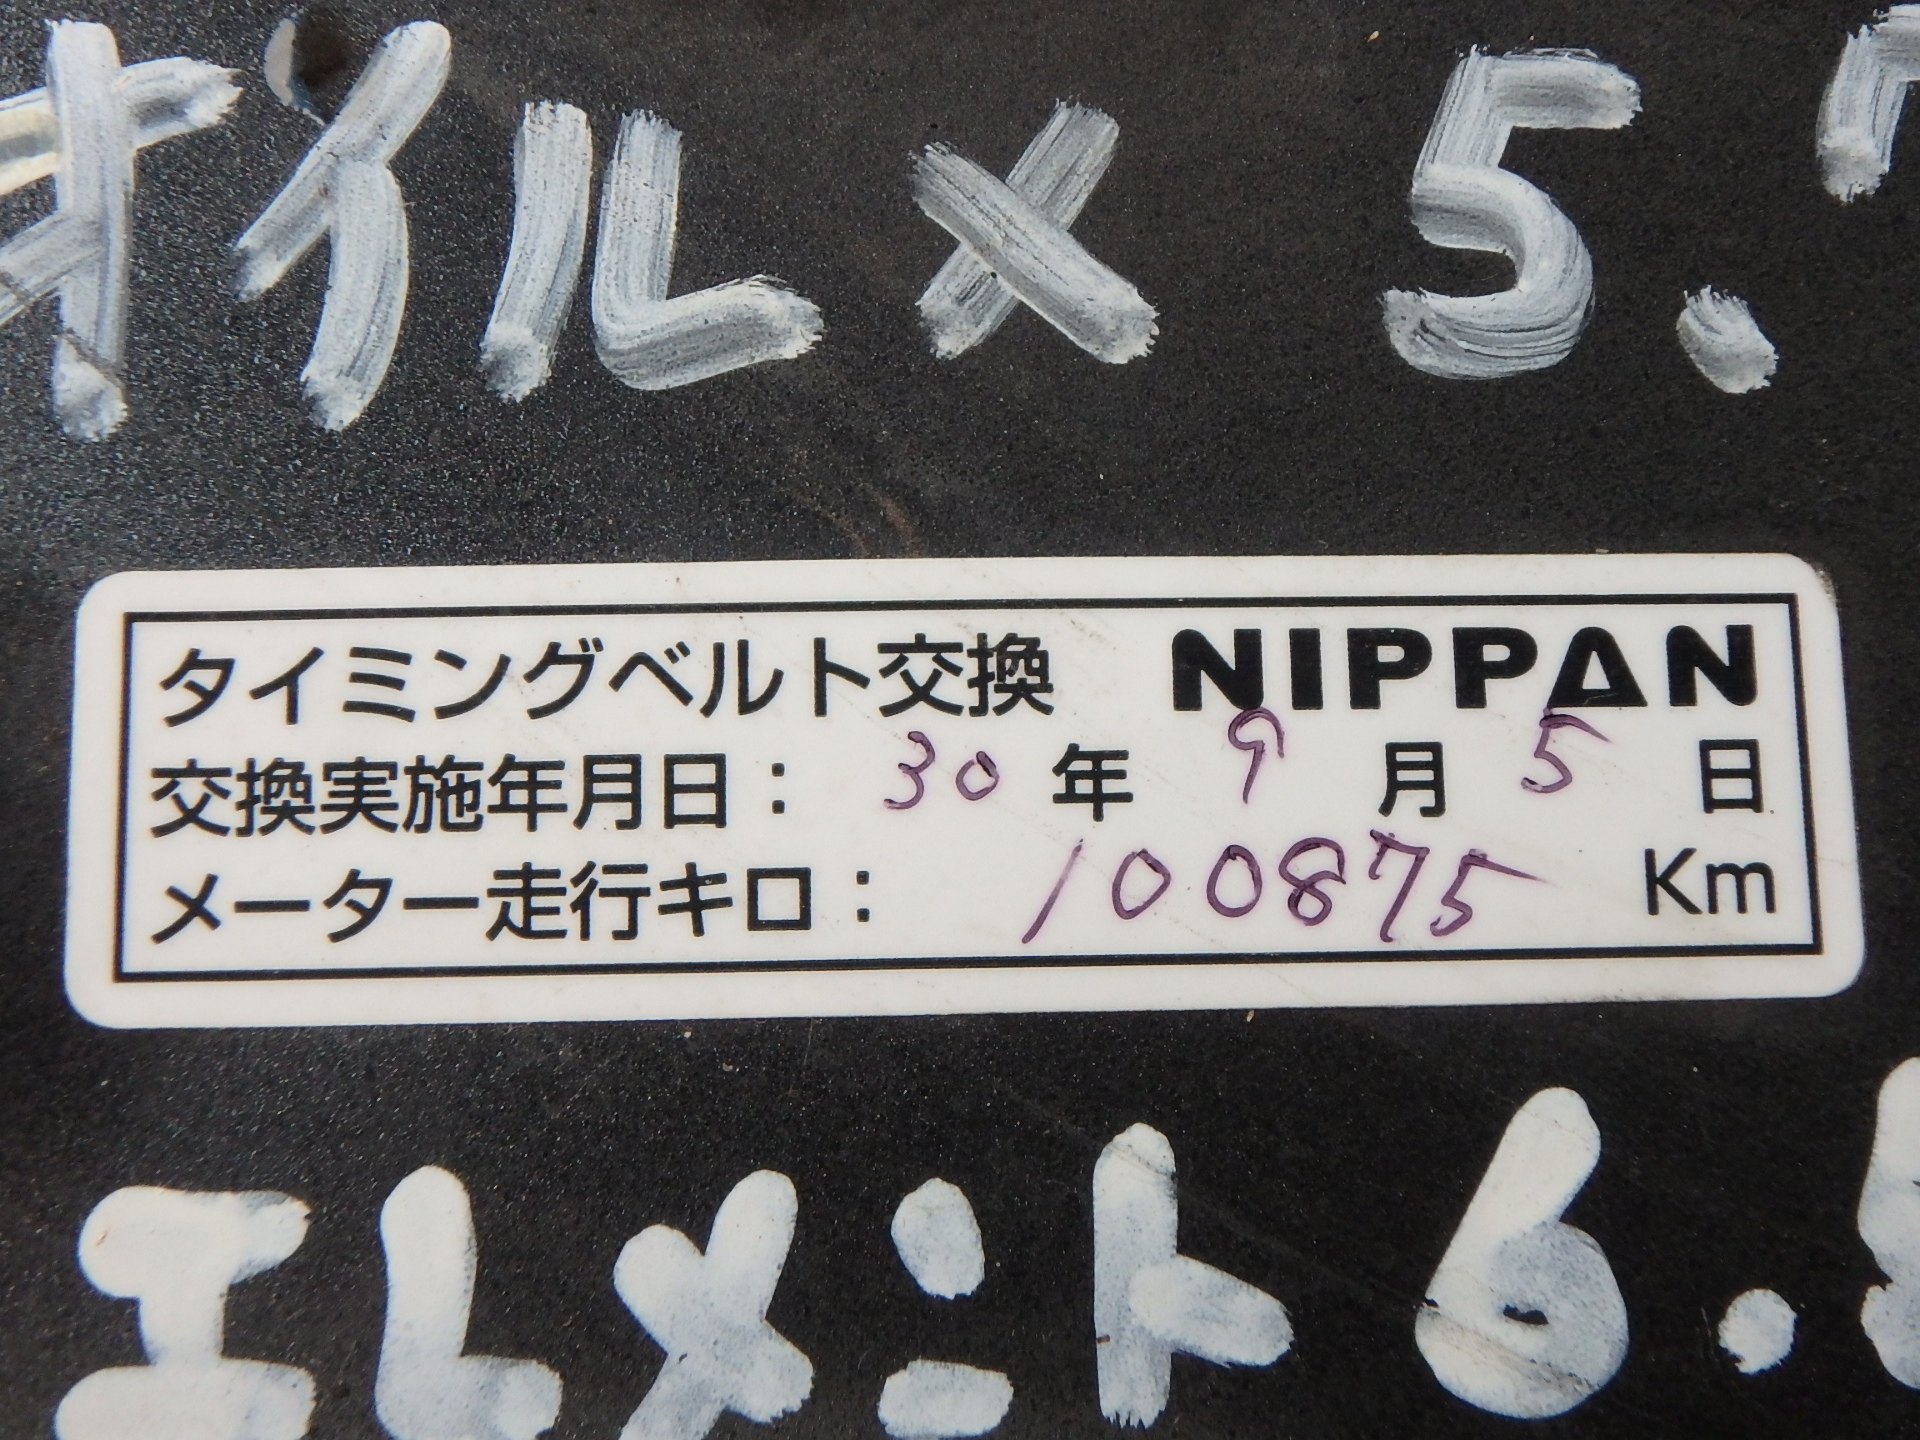 オイル × 5.
タイミングベルト交換 NIPPAN
交換実施年月日： 30 年 9 月 5 日
メーター走行キロ： 100875 Km
エレメント 6.